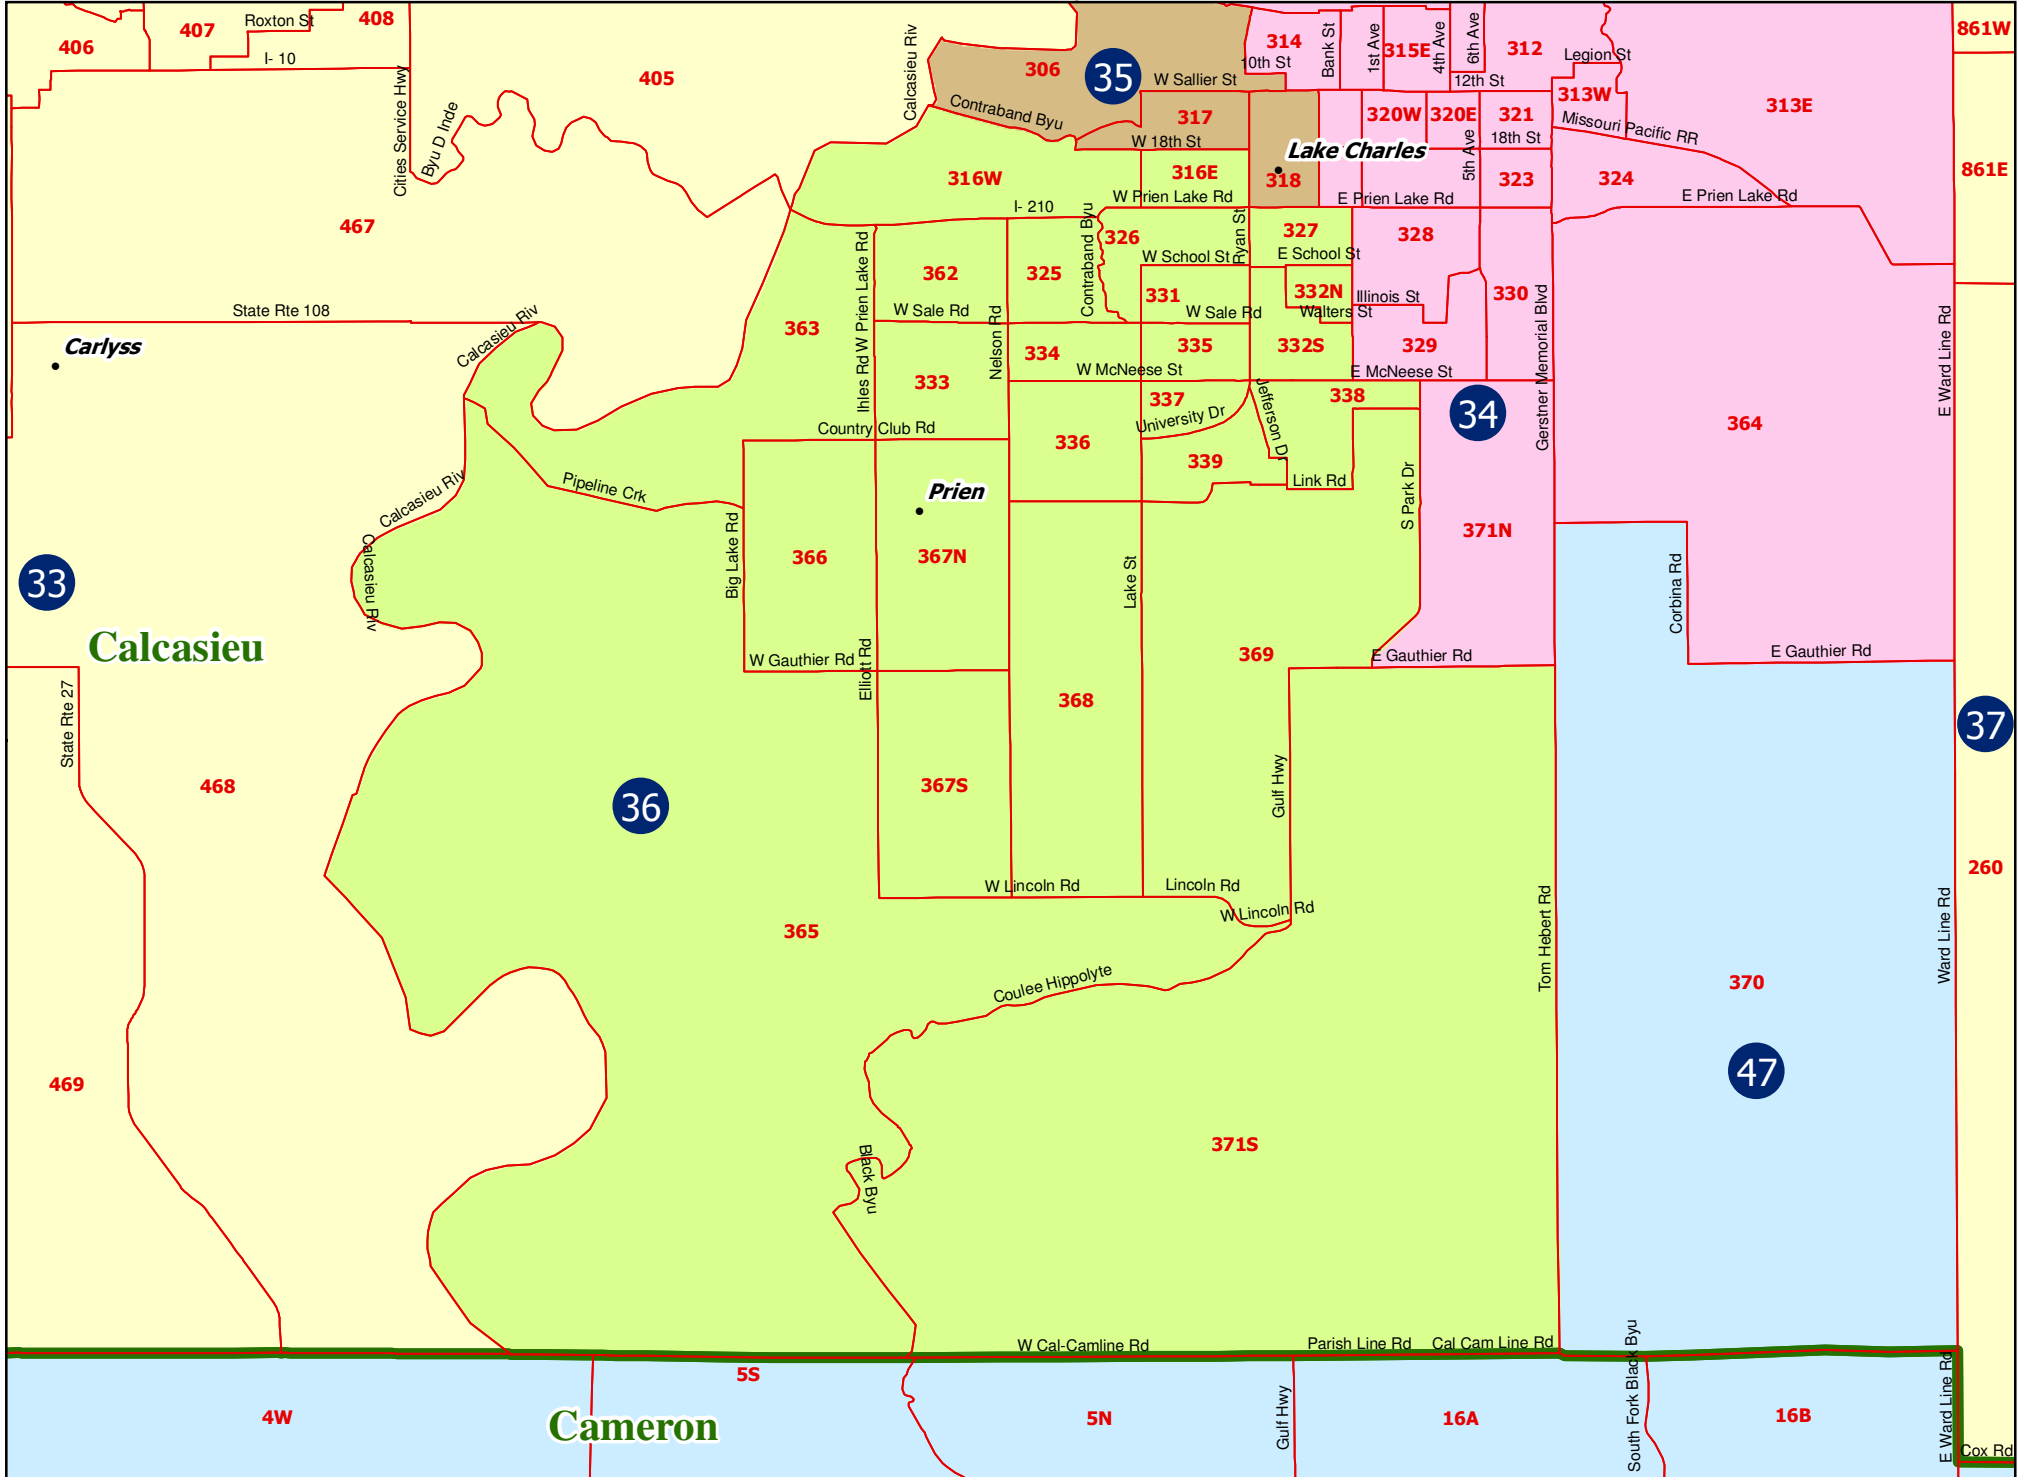 406
407
Roxton St
408
I- 10
405
Cities Service Hwy
Byu D Inde
Calcasieu Riv
306
35
314
10th St
Bank St
1st Ave
315E
4th Ave
6th Ave
312
Legion St
861W
W Sallier St
12th St
Contraband Byu
317
320W
320E
321
313W
313E
Missouri Pacific RR
W 18th St
Lake Charles
5th Ave
18th St
316W
316E
318
323
324
861E
W Prien Lake Rd
E Prien Lake Rd
E Prien Lake Rd
467
I- 210
Contraband Byu
326
Ryan St
327
328
W School St
E School St
Ihles Rd W Prien Lake Rd
362
325
331
332N
Illinois St
330
State Rte 108
W Sale Rd
W Sale Rd
Walters St
Gerstner Memorial Blvd
E Ward Line Rd
Carlyss
Calcasieu Riv
363
Nelson Rd
334
335
332S
329
W McNeese St
E McNeese St
333
337
Jefferson Dr
338
34
364
Country Club Rd
University Dr
336
339
Link Rd
S Park Dr
Calcasieu Riv
Pipeline Crk
Prien
371N
33
Calcasieu Riv
Big Lake Rd
366
367N
Lake St
Corbina Rd
Calcasieu
W Gauthier Rd
Elliott Rd
369
E Gauthier Rd
E Gauthier Rd
State Rte 27
368
37
468
36
367S
Gulf Hwy
260
W Lincoln Rd
Lincoln Rd
W Lincoln Rd
Tom Hebert Rd
Ward Line Rd
365
Coulee Hippolyte
370
469
47
Black Byu
371S
W Cal-Camline Rd
Parish Line Rd
Cal Cam Line Rd
South Fork Black Byu
5S
4W
Cameron
5N
Gulf Hwy
16A
16B
E Ward Line Rd
Cox Rd